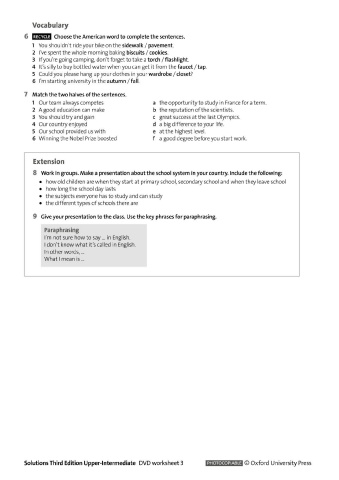 Vocabulary
6 RECYCLE Choose the American word to complete the sentences.
1 You shouldn't ride your bike on the sidewalk / pavement.
2 I've spent the whole morning baking biscuits / cookies.
3 If you're going camping, don't forget to take a torch / flashlight.
4 It's silly to buy bottled water when you can get it from the faucet / tap.
5 Could you please hang up your clothes in your wardrobe / closet?
6 I'm starting university in the autumn / fall.
7 Match the two halves of the sentences.
1 Our team always competes
2 A good education can make
3 You should try and gain
4 Our country enjoyed
5 Our school provided us with
6 Winning the Nobel Prize boosted
a the opportunity to study in France for a term.
b the reputation of the scientists.
c great success at the last Olympics.
d a big difference to your life.
e at the highest level.
f a good degree before you start work.
Extension
8 Work in groups. Make a presentation about the school system in your country. Include the following:
• how old children are when they start at primary school, secondary school and when they leave school
• how long the school day lasts
• the subjects everyone has to study and can study
• the different types of schools there are
9 Give your presentation to the class. Use the key phrases for paraphrasing.
Paraphrasing
I'm not sure how to say ... in English.
I don't know what it's called in English.
In other words, ...
What I mean is ...
Solutions Third Edition Upper-Intermediate DVD worksheet 3
PHOTOCOPIABLE © Oxford University Press